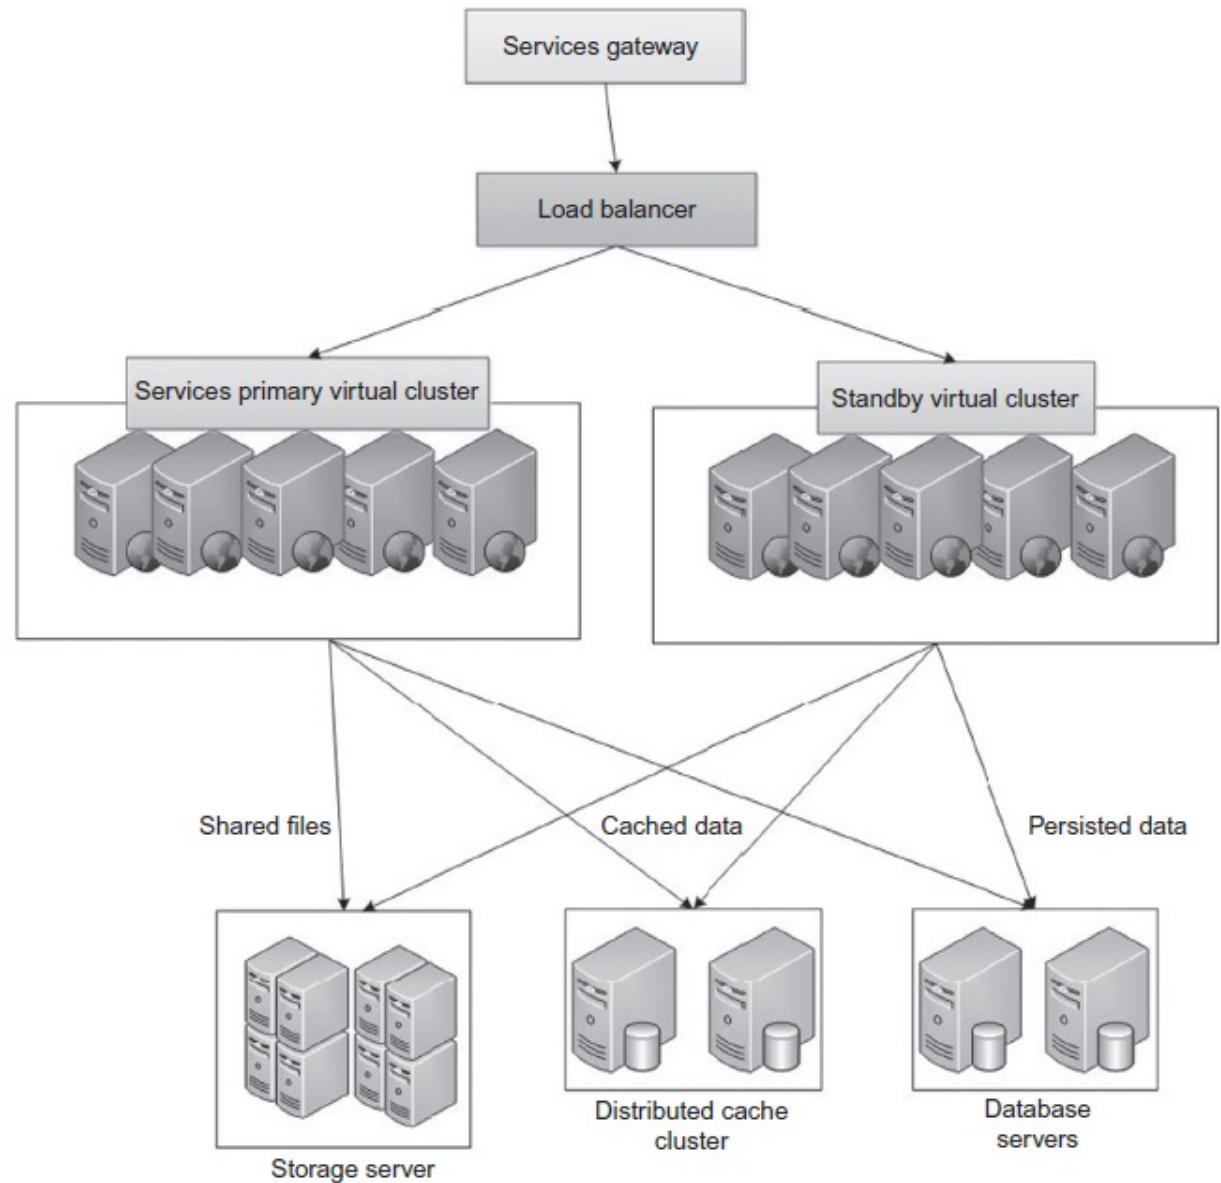 Services gateway
Load balancer
Services primary virtual cluster
Standby virtual cluster
Shared files
Cached data
Persisted data
Storage server
Distributed cache
cluster
Database
servers